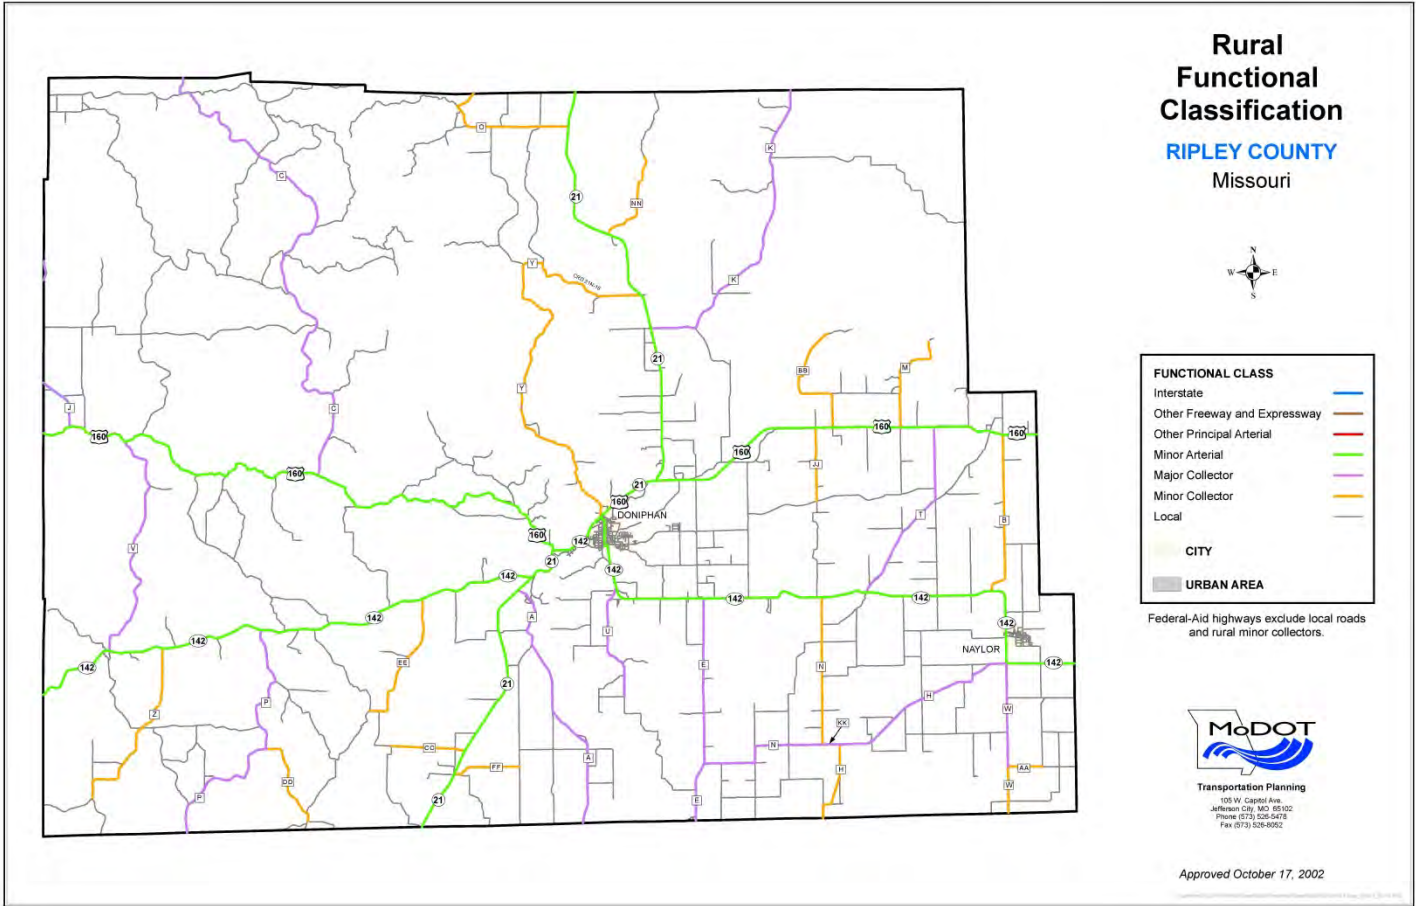 Rural
Functional
Classification
RIPLEY COUNTY
Missouri
N
W E
S
FUNCTIONAL CLASS
Interstate
Other Freeway and Expressway
Other Principal Arterial
Minor Arterial
Major Collector
Minor Collector
Local
CITY
URBAN AREA
Federal-Aid highways exclude local roads
and rural minor collectors.
MoDOT
Transportation Planning
105 W. Capitol Ave.
Jefferson City, MO 65102
Phone (573) 526-5478
Fax (573) 526-8052
Approved October 17, 2002
O
K
C
21
NN
Y
K
21
Y
BB
M
J
C
160
160
160
160
160
JJ
21
160
DONIPHAN
T
B
160
142
21
V
142
142
142
142
142
A
U
142
142
NAYLOR
142
142
EE
E
N
21
P
H
W
Z
KK
N
CC
A
FF
H
AA
DD
P
21
E
W